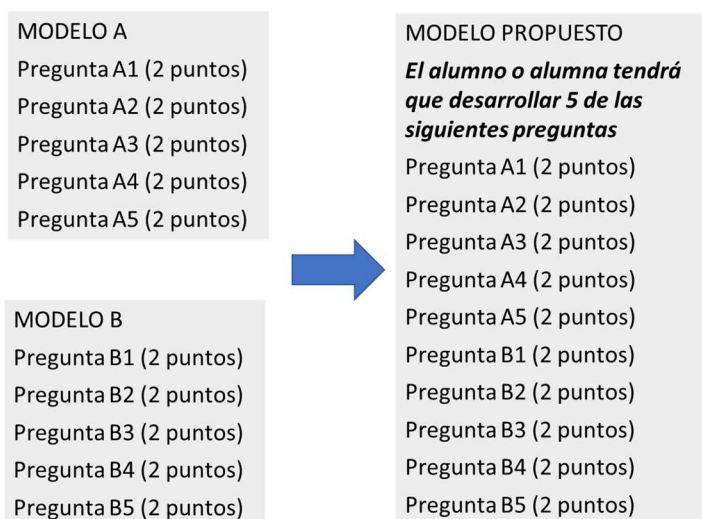 MODELO A
Pregunta A1 (2 puntos)
Pregunta A2 (2 puntos)
Pregunta A3 (2 puntos)
Pregunta A4 (2 puntos)
Pregunta A5 (2 puntos)
MODELO B
Pregunta B1 (2 puntos)
Pregunta B2 (2 puntos)
Pregunta B3 (2 puntos)
Pregunta B4 (2 puntos)
Pregunta B5 (2 puntos)
MODELO PROPUESTO
El alumno o alumna tendrá
que desarrollar 5 de las
siguientes preguntas
Pregunta A1 (2 puntos)
Pregunta A2 (2 puntos)
Pregunta A3 (2 puntos)
Pregunta A4 (2 puntos)
Pregunta A5 (2 puntos)
Pregunta B1 (2 puntos)
Pregunta B2 (2 puntos)
Pregunta B3 (2 puntos)
Pregunta B4 (2 puntos)
Pregunta B5 (2 puntos)